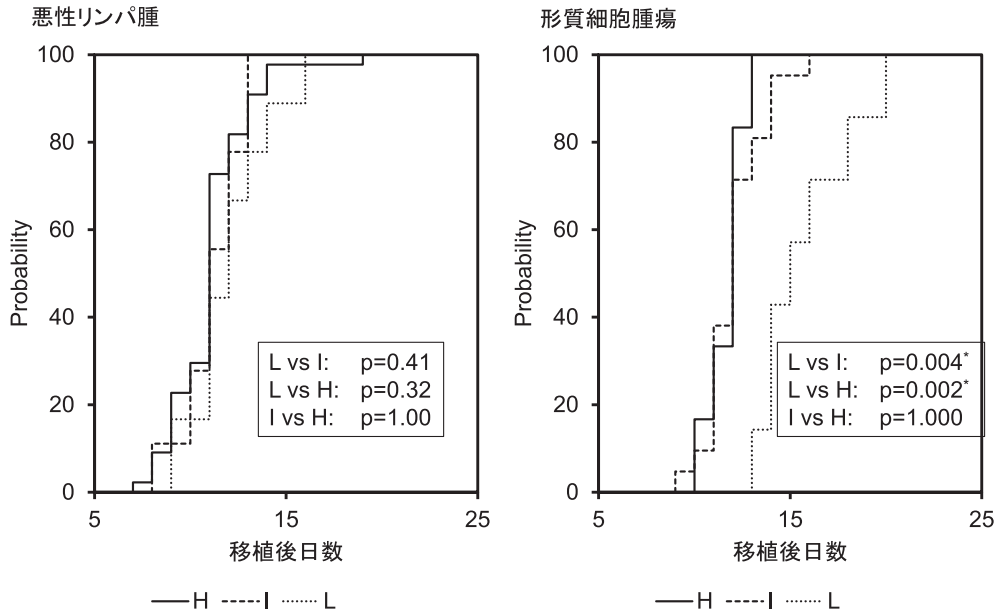 悪性リンパ腫
100
80
60
40
20
0
Probability
L vs I: p=0.41
L vs H: p=0.32
I vs H: p=1.00
5 15 25
移植後日数
H I L
形質細胞腫瘍
100
80
60
40
20
0
Probability
L vs I: p=0.004*
L vs H: p=0.002*
I vs H: p=1.000
5 15 25
移植後日数
H I L